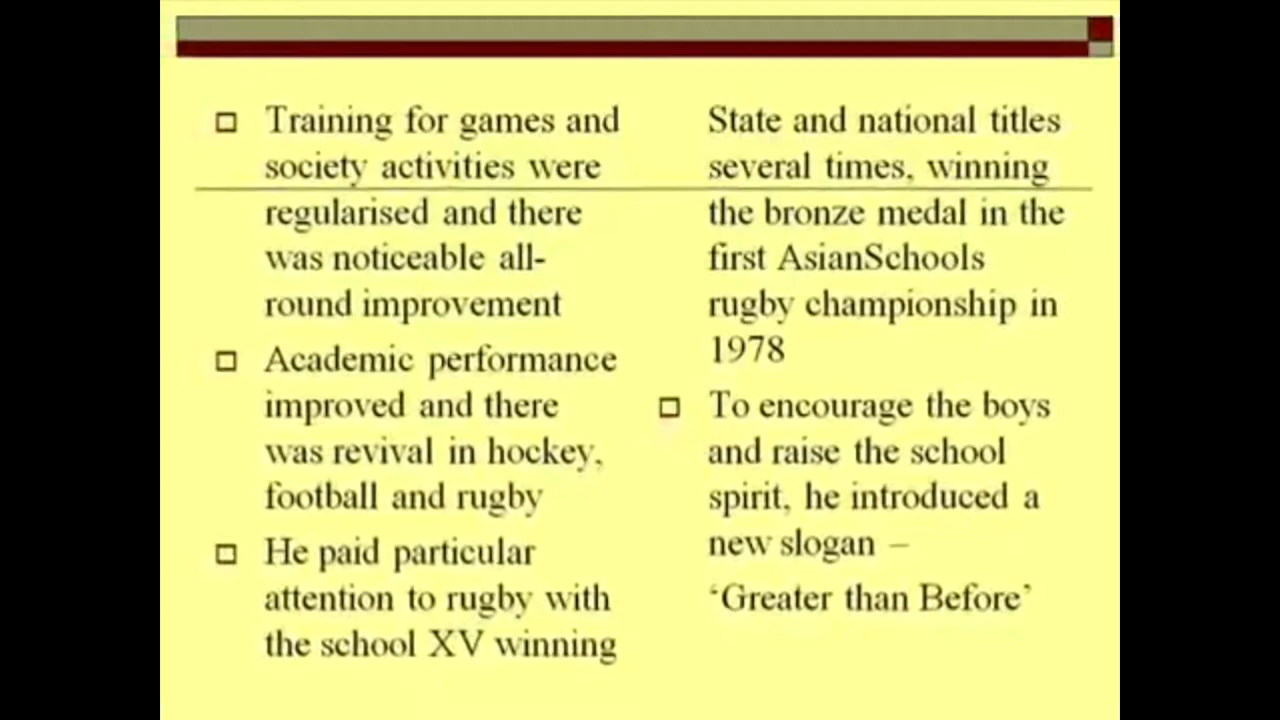 Training for games and
society activities were
regularised and there
was noticeable all-
round improvement
Academic performance
improved and there
was revival in hockey,
football and rugby
He paid particular
attention to rugby with
the school XV winning
State and national titles
several times, winning
the bronze medal in the
first AsianSchools
rugby championship in
1978
To encourage the boys
and raise the school
spirit, he introduced a
new slogan –
‘Greater than Before’